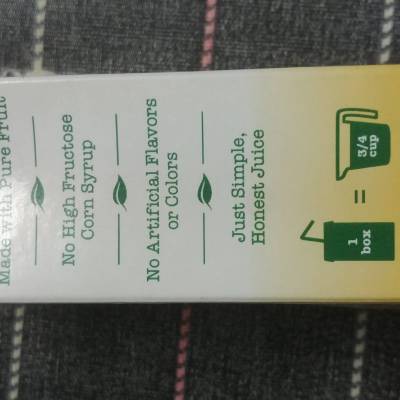 Made with Pure Fruit
No High Fructose
Corn Syrup
No Artificial Flavors
or Colors
Just Simple,
Honest Juice
1
box
=
3/4
cup